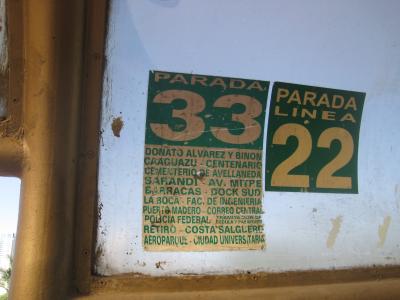 PARADA
33
DONATO ALVAREZ Y BINON
CAAGUAZU - CENTENARIO
CEMENTERIO DE AVELLANEDA
SARANDI AV. MITRE
BARRACAS - DOCK SUD
LA BOCA - FAC. DE INGENIERIA
PUERTO MADERO - CORREO CENTRAL
POLICIA FEDERAL
RETIRO - COSTA SALGUERO
AEROPARQUE - CIUDAD UNIVERSITARIA
PARADA
LINEA
22